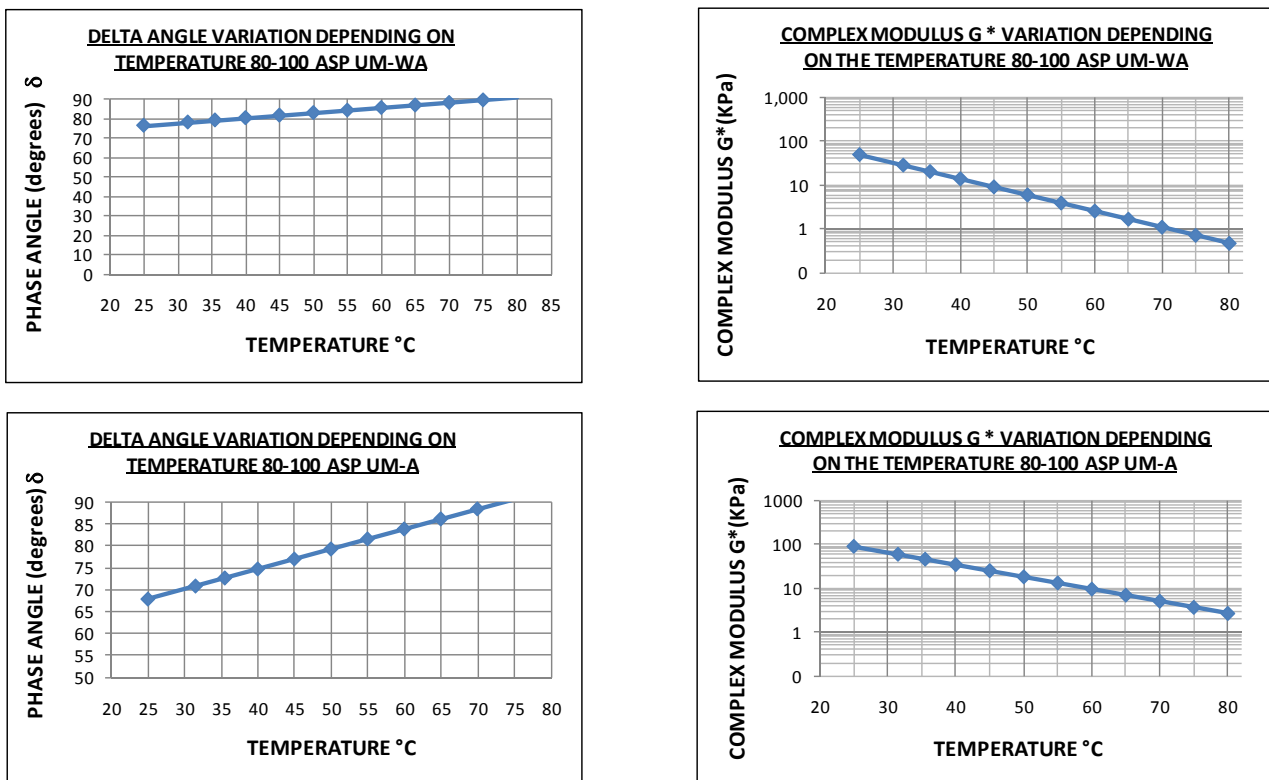 DELTA ANGLE VARIATION DEPENDING ON
TEMPERATURE 80-100 ASP UM-WA
PHASE ANGLE (degrees) δ
90
80
70
60
50
40
30
20
10
0
20 25 30 35 40 45 50 55 60 65 70 75 80 85
TEMPERATURE °C
COMPLEX MODULUS G * VARIATION DEPENDING
ON THE TEMPERATURE 80-100 ASP UM-WA
COMPLEX MODULUS G*(KPa)
1,000
100
10
1
0
20 30 40 50 60 70 80
TEMPERATURE °C
DELTA ANGLE VARIATION DEPENDING ON
TEMPERATURE 80-100 ASP UM-A
PHASE ANGLE (degrees) δ
90
85
80
75
70
65
60
55
50
20 25 30 35 40 45 50 55 60 65 70 75 80
TEMPERATURE °C
COMPLEX MODULUS G * VARIATION DEPENDING
ON THE TEMPERATURE 80-100 ASP UM-A
COMPLEX MODULUS G*(KPa)
1000
100
10
1
0
20 30 40 50 60 70 80
TEMPERATURE °C